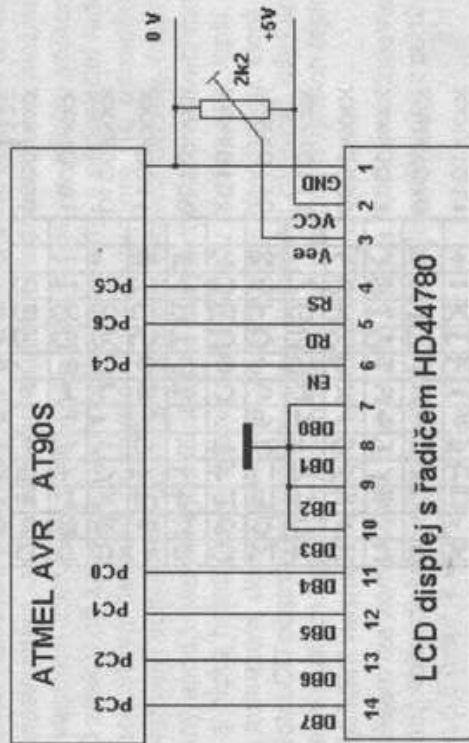 ATMEL AVR AT90S
PC3
PC2
PC1
PC0
PC4
PC6
PC5
0 V
2k2
+5V
DB7
DB6
DB5
DB4
DB3
DB2
DB1
DB0
EN
RD
RS
Vee
VCC
GND
14
13
12
11
10
9
8
7
6
5
4
3
2
1
LCD displej s řadičem HD44780